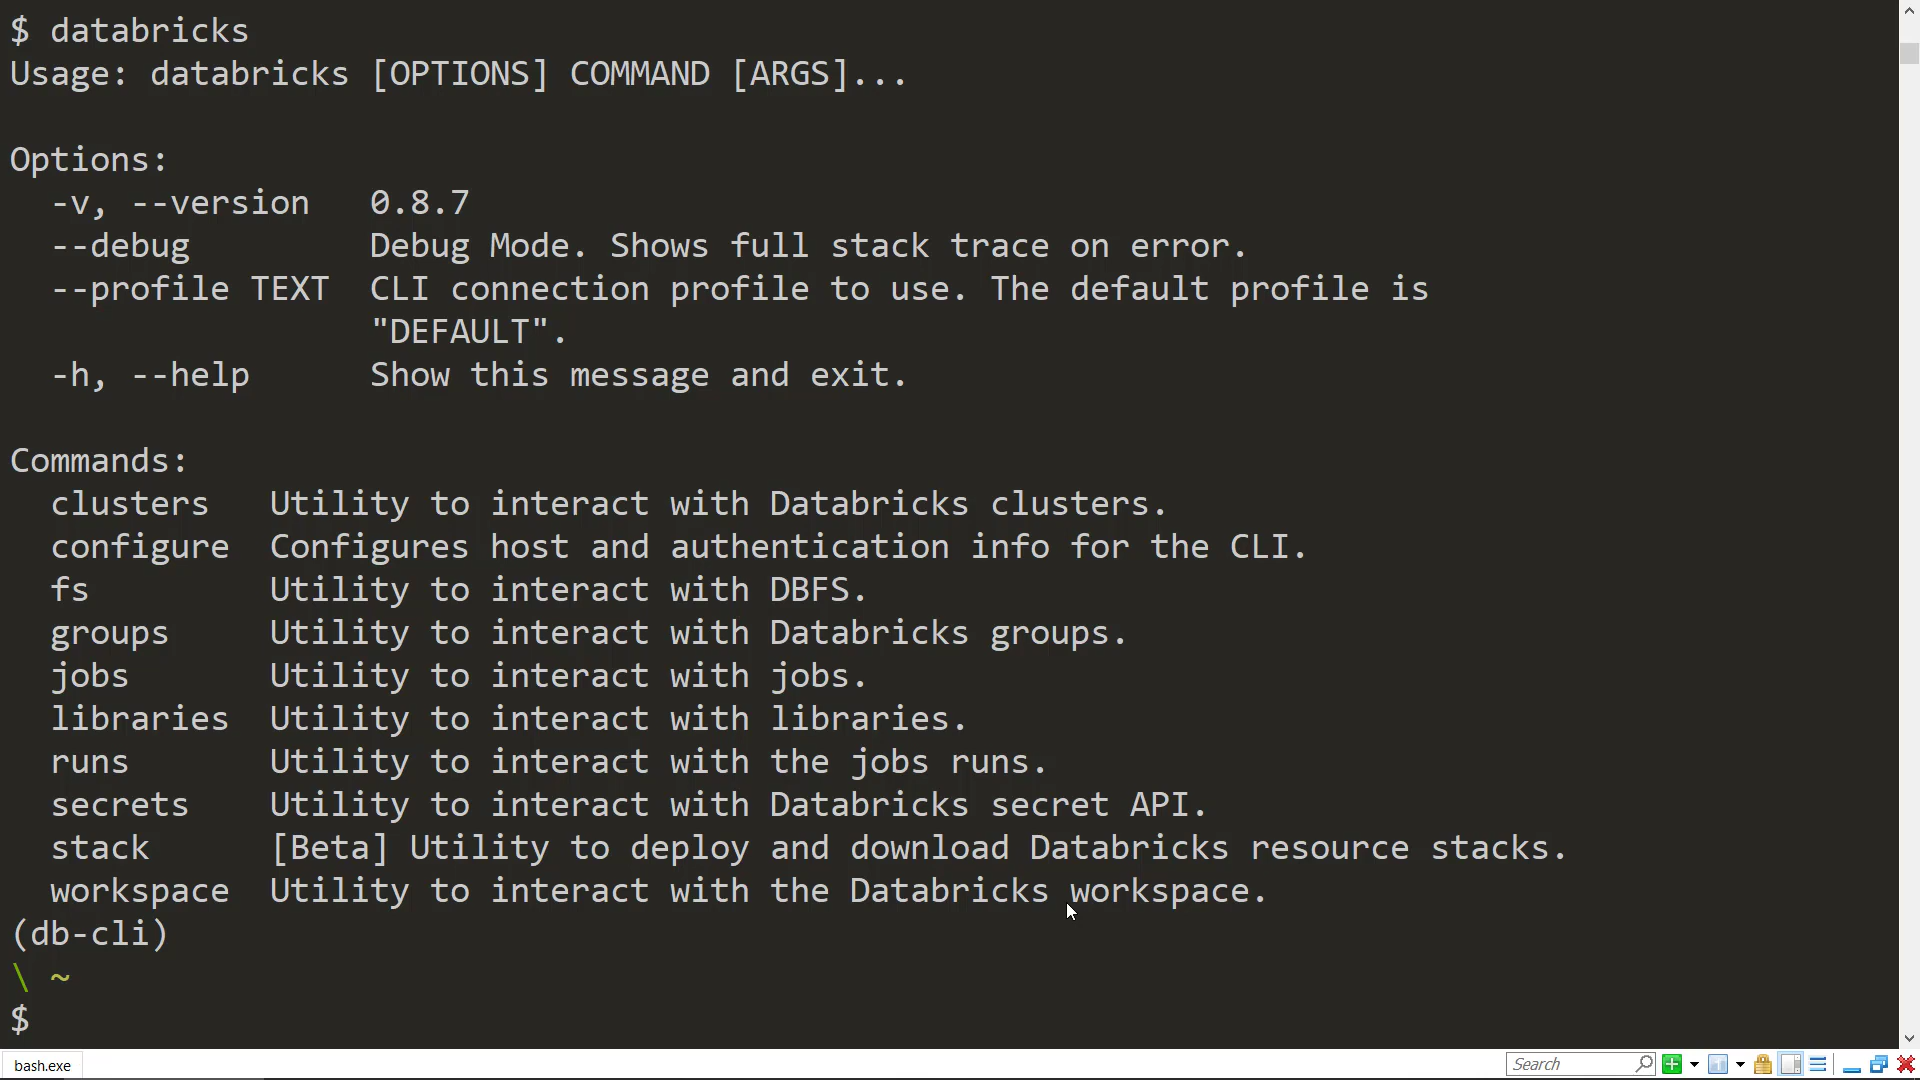 $ databricks
Usage: databricks [OPTIONS] COMMAND [ARGS]...
Options:
-v, --version   0.8.7
--debug         Debug Mode. Shows full stack trace on error.
--profile TEXT  CLI connection profile to use. The default profile is
"DEFAULT".
-h, --help      Show this message and exit.
Commands:
clusters   Utility to interact with Databricks clusters.
configure  Configures host and authentication info for the CLI.
fs         Utility to interact with DBFS.
groups     Utility to interact with Databricks groups.
jobs       Utility to interact with jobs.
libraries  Utility to interact with libraries.
runs       Utility to interact with the jobs runs.
secrets    Utility to interact with Databricks secret API.
stack      [Beta] Utility to deploy and download Databricks resource stacks.
workspace  Utility to interact with the Databricks workspace.
(db-cli)
\ ~
$
bash.exe
Search